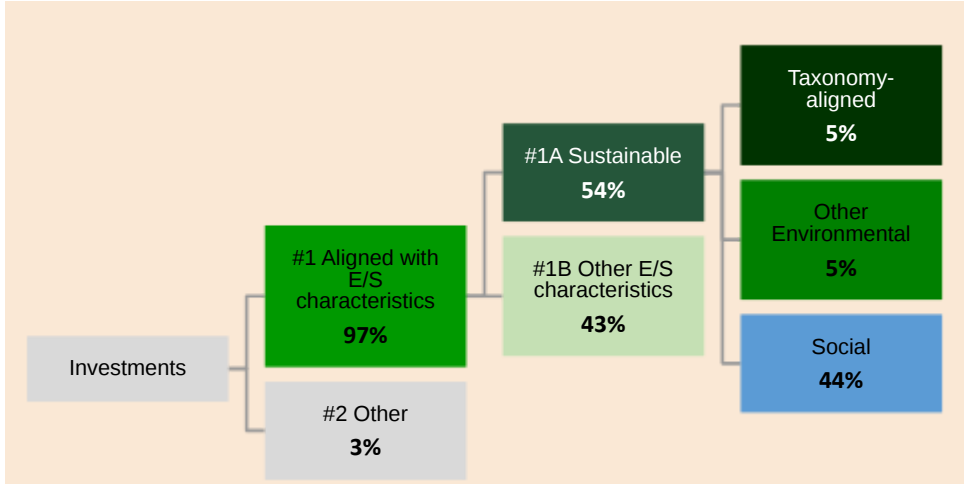 Investments
#1 Aligned with
E/S
characteristics
97%
#2 Other
3%
#1A Sustainable
54%
#1B Other E/S
characteristics
43%
Taxonomy-
aligned
5%
Other
Environmental
5%
Social
44%